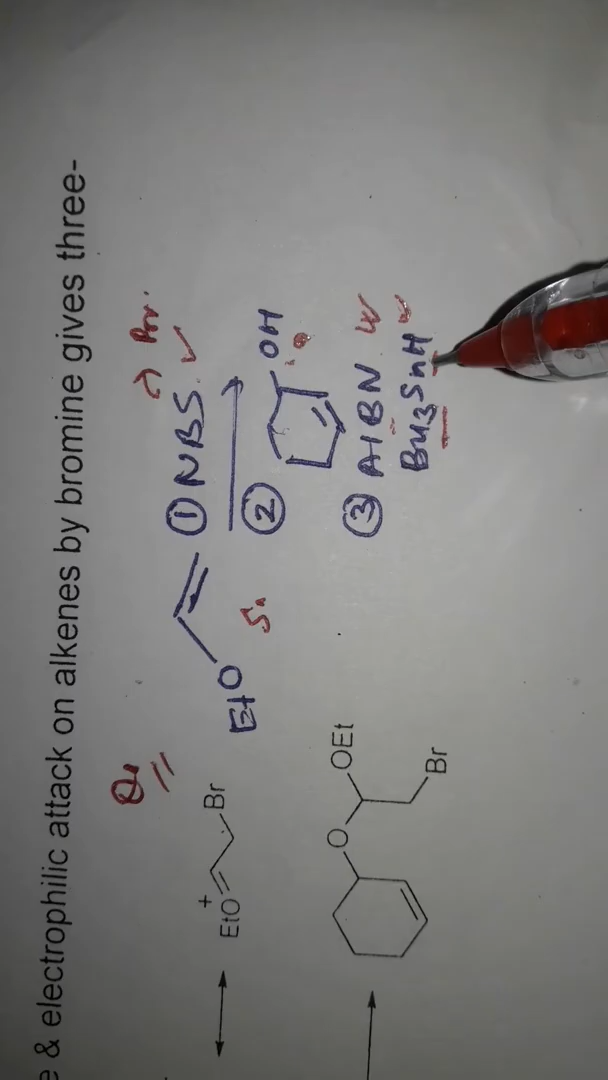 e & electrophilic attack on alkenes by bromine gives three-
Q.
EtO
① NBS.
②
OH
③ AIBN
Bu3SnH
EtO
+
Br
O
OEt
Br